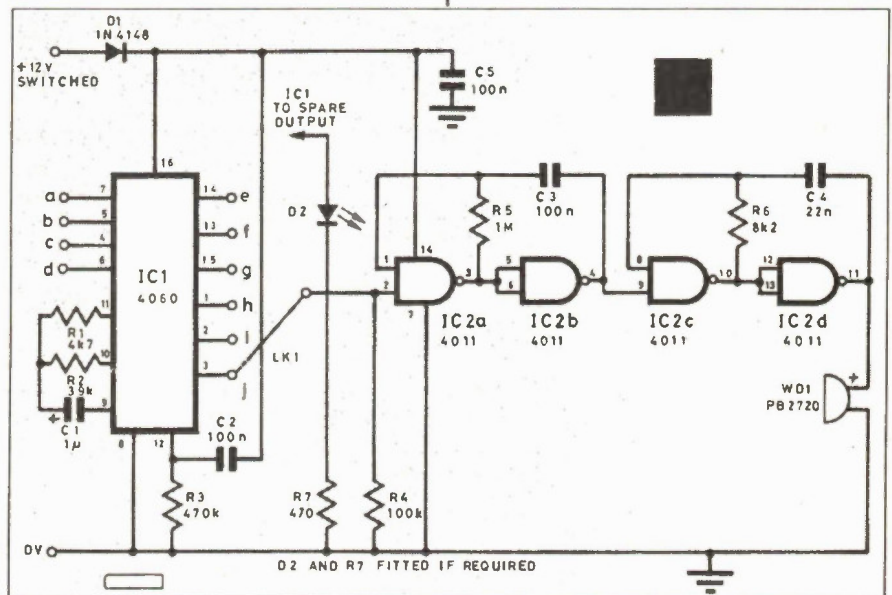 D1
1N4148
+12V
SWITCHED
IC1
TO SPARE
OUTPUT
C5
100n
16
a
7
14
e
b
5
13
f
c
4
15
g
d
6
1
h
IC1
4060
2
i
3
j
LK1
11
R1
4k7
10
R2
39k
9
+
C1
1µ
8
12
C2
100n
R3
470k
D2
R7
470
R4
100k
14
1
2
3
7
IC2a
4011
R5
1M
C3
100n
5
6
4
IC2b
4011
8
9
10
IC2c
4011
R6
8k2
C4
22n
12
13
11
IC2d
4011
WD1
PB2720
+
0V
D2 AND R7 FITTED IF REQUIRED